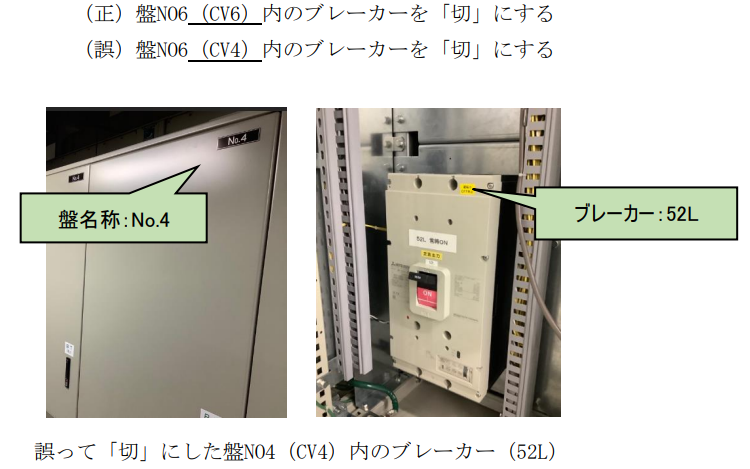 (正)盤NO6(CV6)内のブレーカーを「切」にする
(誤)盤NO6(CV4)内のブレーカーを「切」にする
No.4
No.4
盤名称:No.4
ブレーカー:52L
52L 常時ON
ON
誤って「切」にした盤NO4(CV4)内のブレーカー(52L)